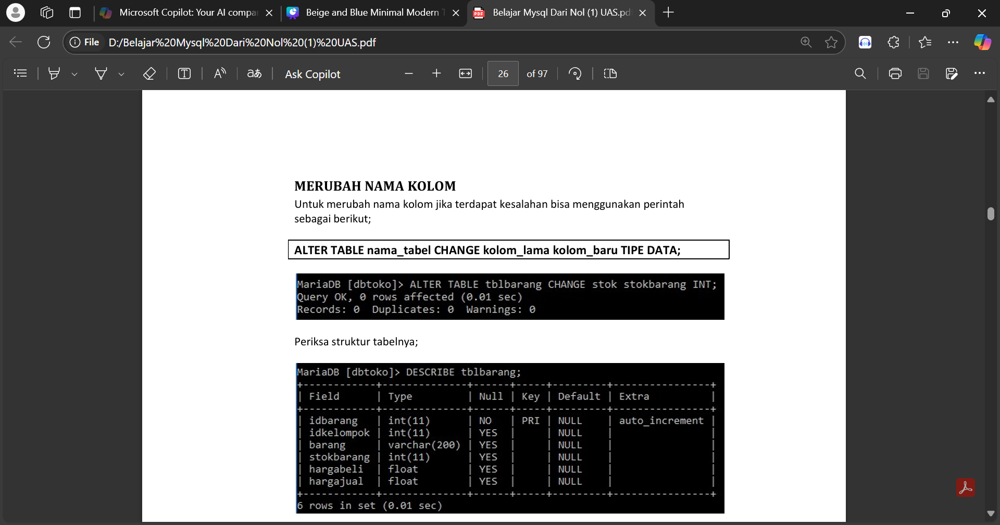 Microsoft Copilot: Your AI compa
Beige and Blue Minimal Modern
Belajar Mysql Dari Nol (1) UAS.pd
File D:/Belajar%20Mysql%20Dari%20Nol%20(1)%20UAS.pdf
Ask Copilot
26 of 97
MERUBAH NAMA KOLOM
Untuk merubah nama kolom jika terdapat kesalahan bisa menggunakan perintah
sebagai berikut;
ALTER TABLE nama_tabel CHANGE kolom_lama kolom_baru TIPE DATA;
MariaDB [dbtoko]> ALTER TABLE tblbarang CHANGE stok stokbarang INT;
Query OK, 0 rows affected (0.01 sec)
Records: 0  Duplicates: 0  Warnings: 0
Periksa struktur tabelnya;
MariaDB [dbtoko]> DESCRIBE tblbarang;
+------------+--------------+------+-----+---------+----------------+
| Field      | Type         | Null | Key | Default | Extra          |
+------------+--------------+------+-----+---------+----------------+
| idbarang   | int(11)      | NO   | PRI | NULL    | auto_increment |
| idkelompok | int(11)      | YES  |     | NULL    |                |
| barang     | varchar(200) | YES  |     | NULL    |                |
| stokbarang | int(11)      | YES  |     | NULL    |                |
| hargabeli  | float        | YES  |     | NULL    |                |
| hargajual  | float        | YES  |     | NULL    |                |
+------------+--------------+------+-----+---------+----------------+
6 rows in set (0.01 sec)